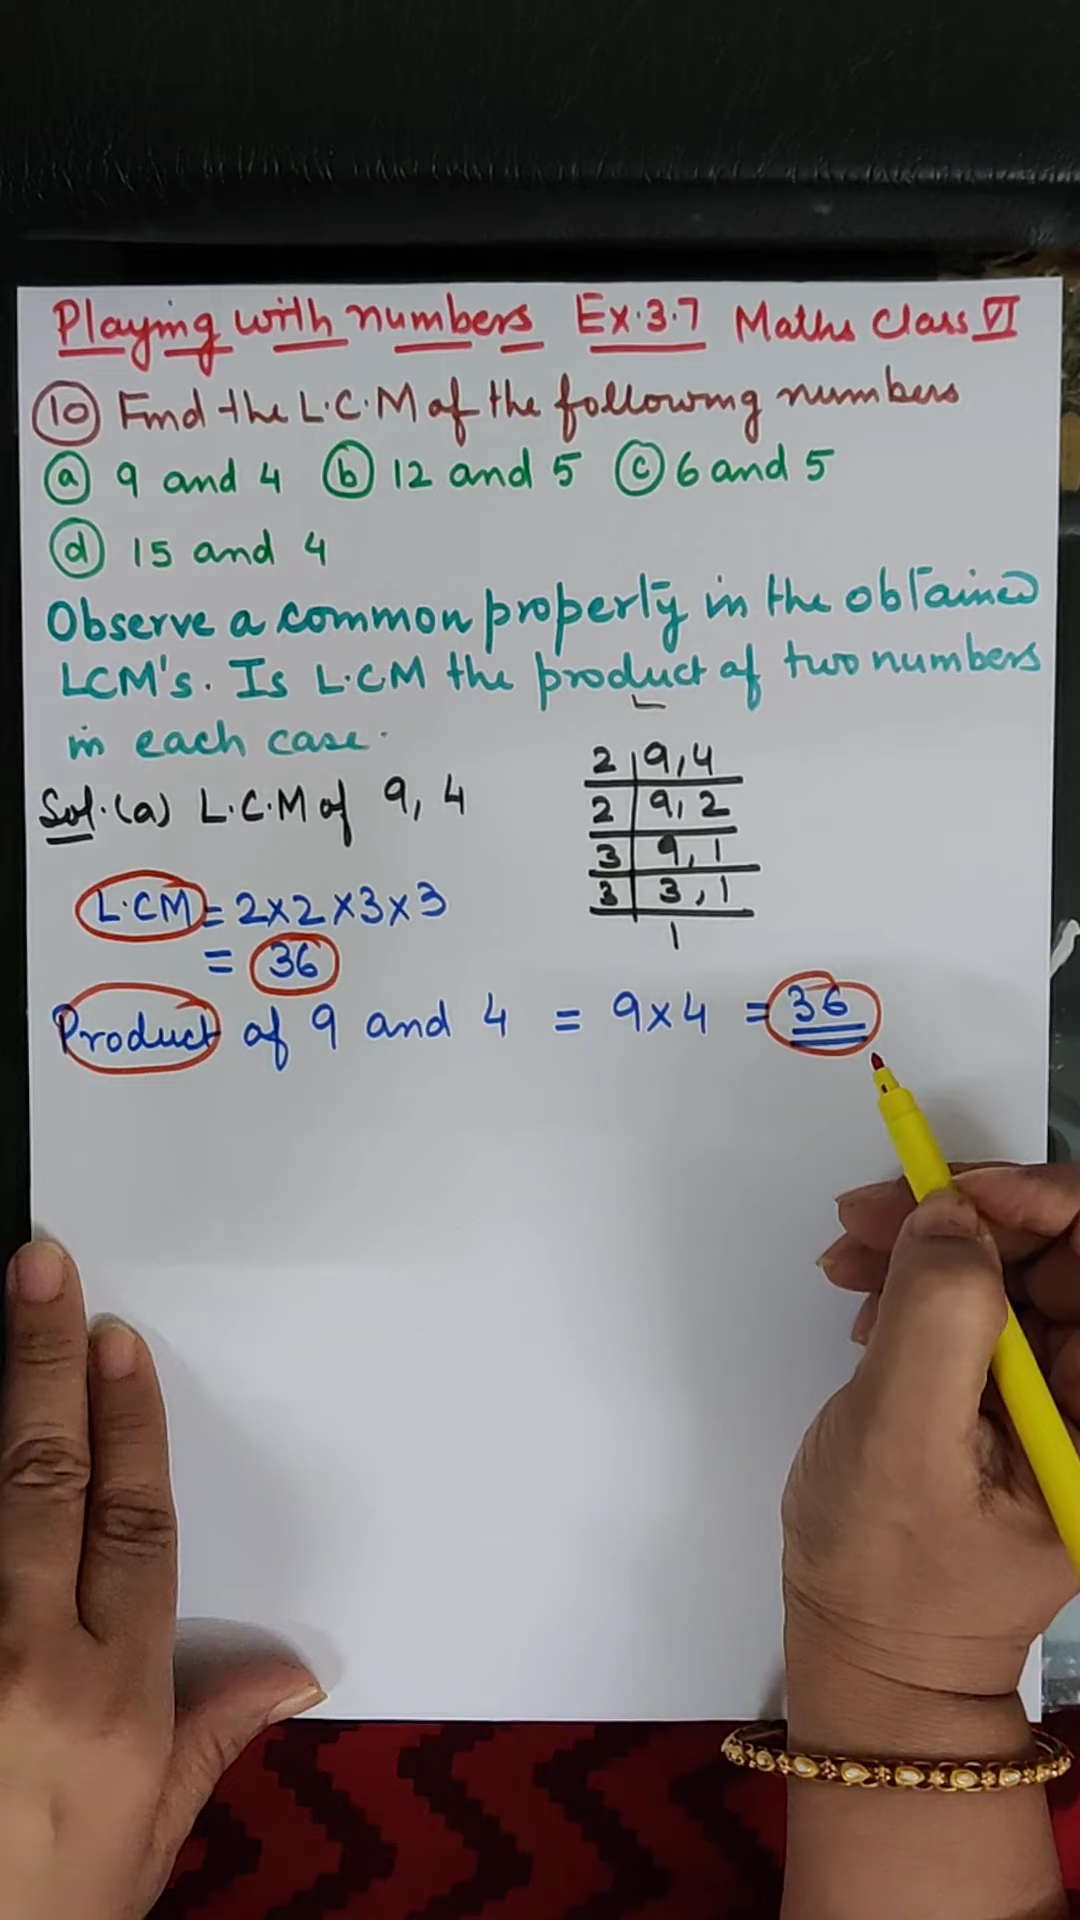 Playing with numbers Ex.3.7 Maths Class VI
(10) Find the L.C.M of the following numbers
(a) 9 and 4 (b) 12 and 5 (c) 6 and 5
(d) 15 and 4
Observe a common property in the obtained
LCM's. Is L.CM the product of two numbers
in each case.
Sol. (a) L.C.M of 9, 4
2 | 9, 4
2 | 9, 2
3 | 9, 1
3 | 3, 1
1
L.CM = 2×2×3×3
= 36
Product of 9 and 4 = 9×4 = 36